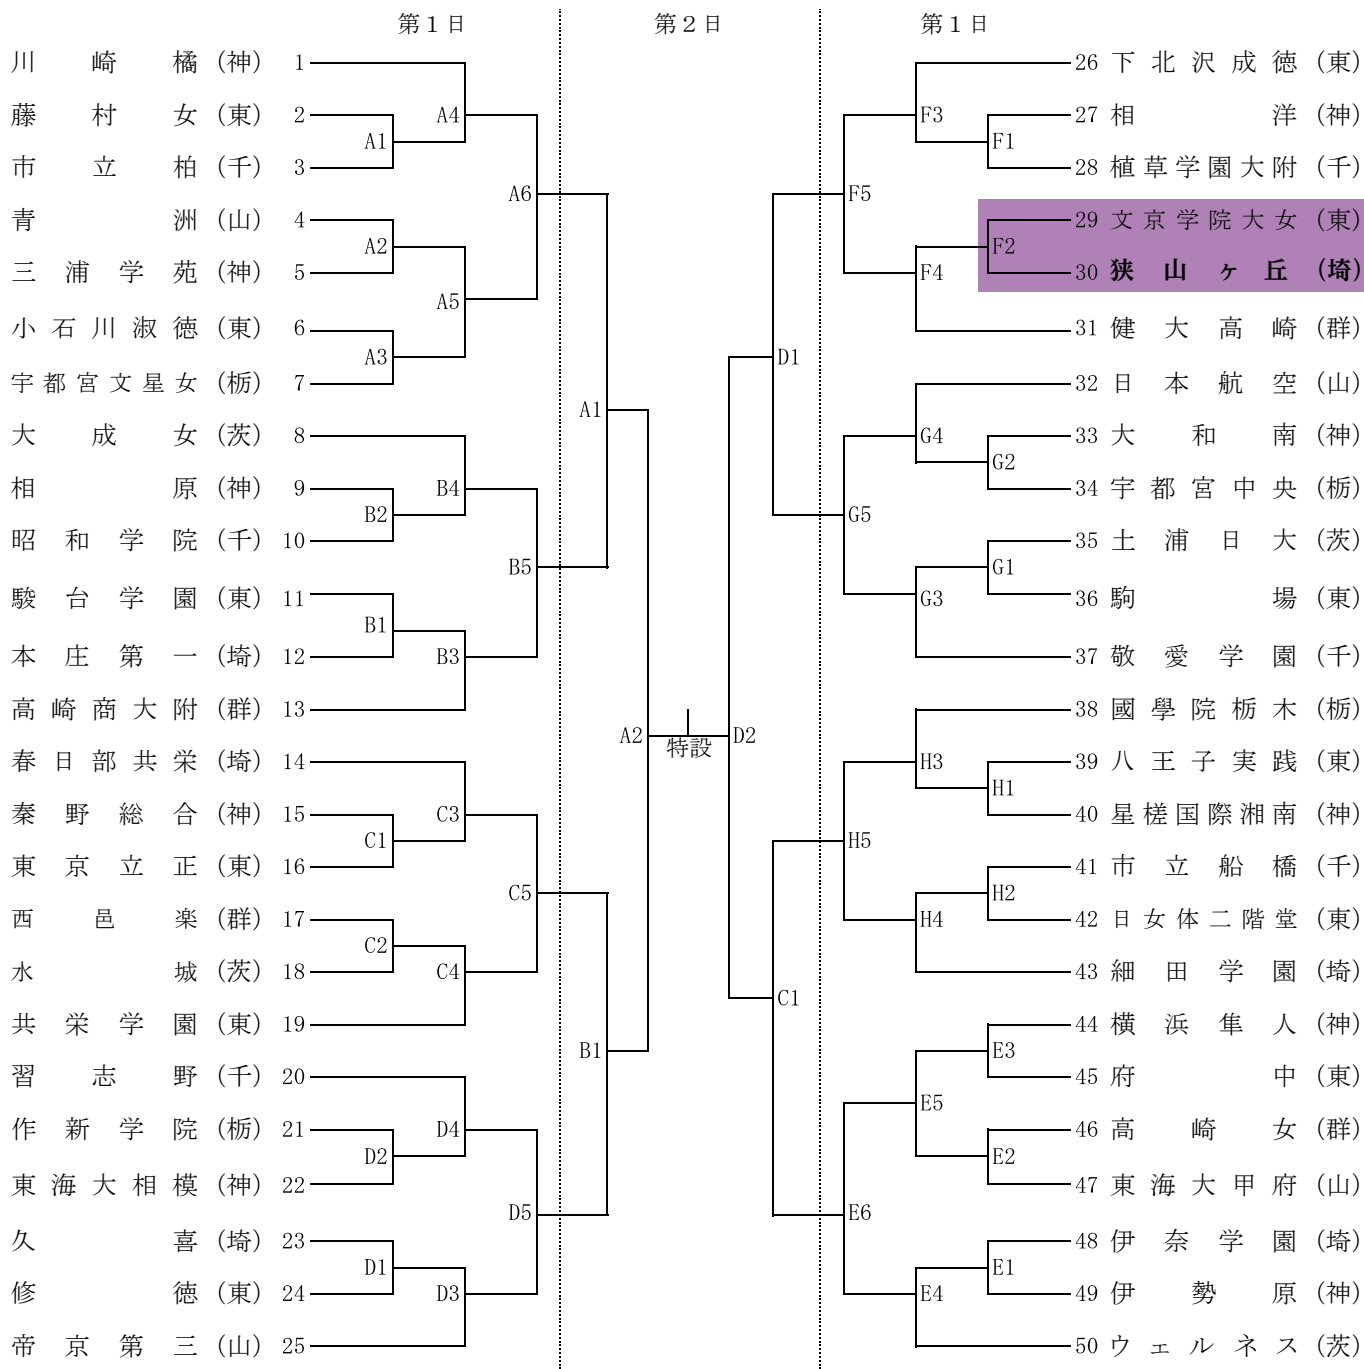 第１日
第２日
第１日
川崎橘（神） 1
藤村女（東） 2
市立柏（千） 3
青洲（山） 4
三浦学苑（神） 5
小石川淑徳（東） 6
宇都宮文星女（栃） 7
大成女（茨） 8
相原（神） 9
昭和学院（千） 10
駿台学園（東） 11
本庄第一（埼） 12
高崎商大附（群） 13
春日部共栄（埼） 14
秦野総合（神） 15
東京立正（東） 16
西邑楽（群） 17
水城（茨） 18
共栄学園（東） 19
習志野（千） 20
作新学院（栃） 21
東海大相模（神） 22
久喜（埼） 23
修徳（東） 24
帝京第三（山） 25
A1
A2
A3
B2
B1
C1
C2
D2
D1
A4
A5
B4
B3
C3
C4
D4
D3
A6
B5
C5
D5
A1
B1
A2
特設
D2
D1
C1
F5
G5
H5
E6
F3
F4
G4
G3
H3
H4
E5
E4
F1
F2
G2
G1
H1
H2
E3
E2
E1
26 下北沢成徳（東）
27 相洋（神）
28 植草学園大附（千）
29 文京学院大女（東）
30 狭山ヶ丘（埼）
31 健大高崎（群）
32 日本航空（山）
33 大和南（神）
34 宇都宮中央（栃）
35 土浦日大（茨）
36 駒場（東）
37 敬愛学園（千）
38 國學院栃木（栃）
39 八王子実践（東）
40 星槎国際湘南（神）
41 市立船橋（千）
42 日女体二階堂（東）
43 細田学園（埼）
44 横浜隼人（神）
45 府中（東）
46 高崎女（群）
47 東海大甲府（山）
48 伊奈学園（埼）
49 伊勢原（神）
50 ウェルネス（茨）